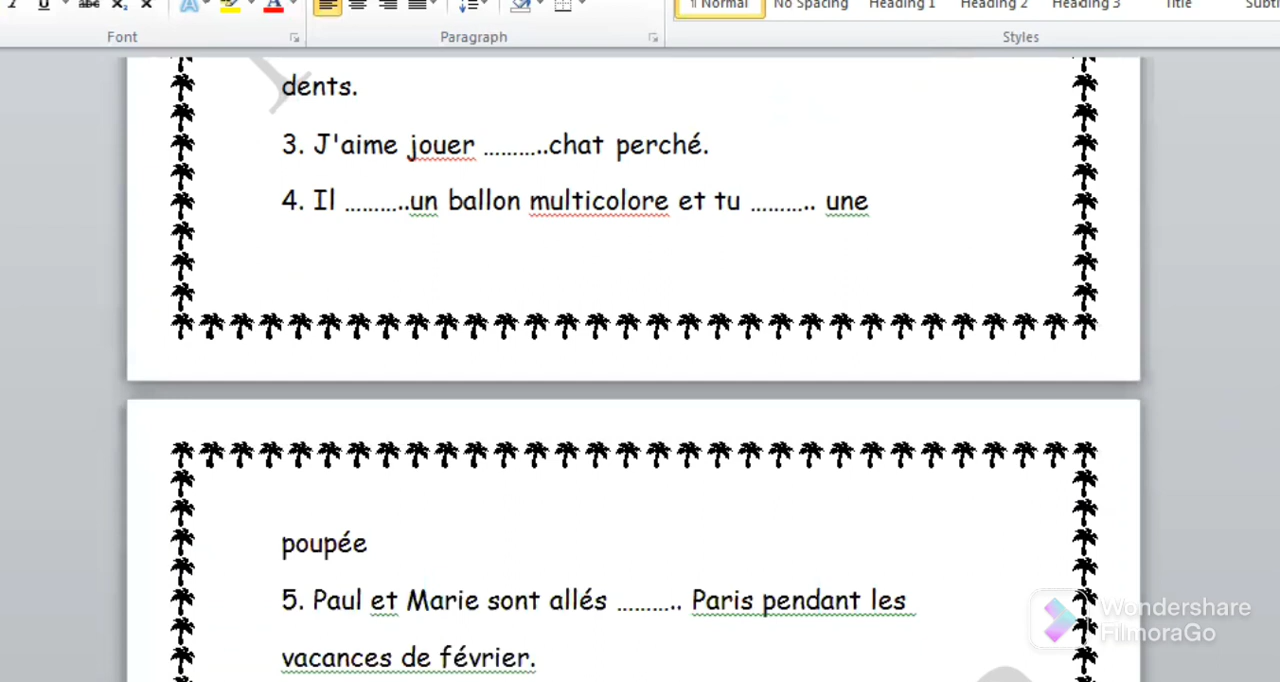 Font
Paragraph
Styles
Normal No Spacing Heading 1 Heading 2 Heading 3 Title
dents.
3. J'aime jouer ………..chat perché.
4. Il ………..un ballon multicolore et tu ……….. une
poupée
5. Paul et Marie sont allés ……….. Paris pendant les
vacances de février.
Wondershare
FilmoraGo